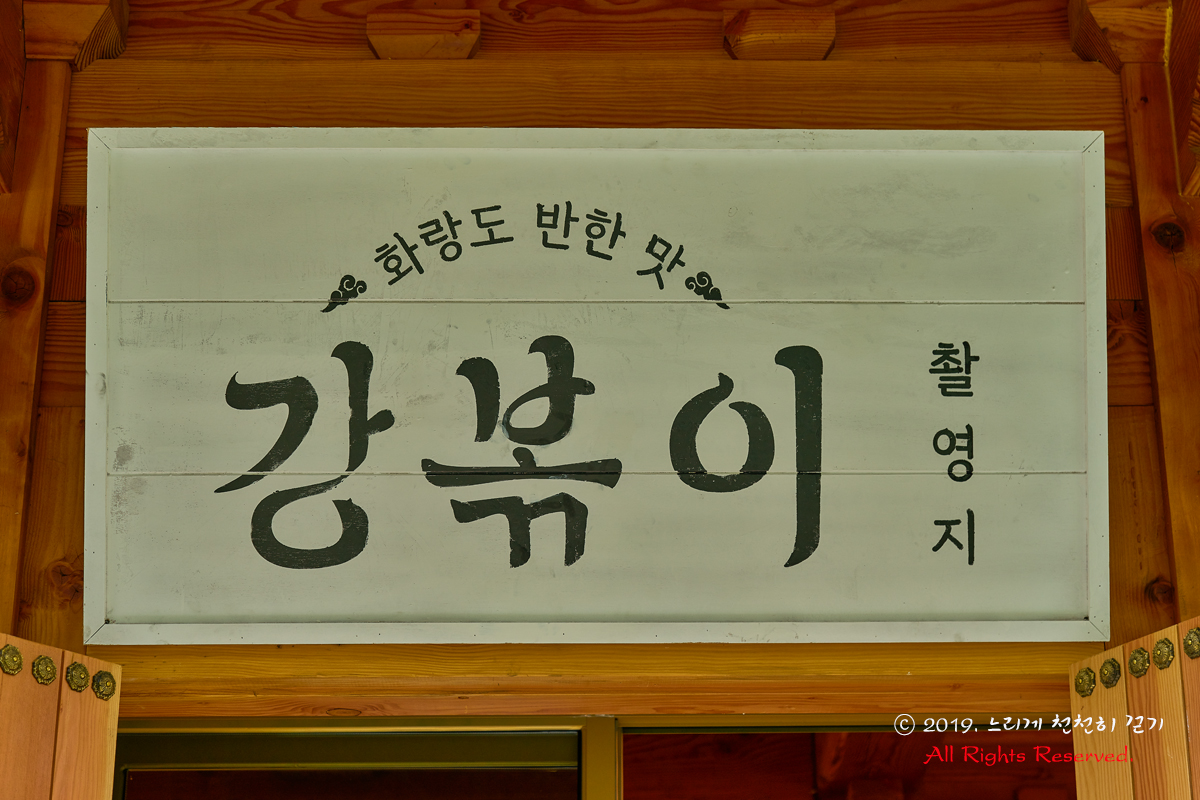 화랑도 반한 맛
강볶이
촬영지
© 2019. 느리게 천천히 걷기
All Rights Reserved.